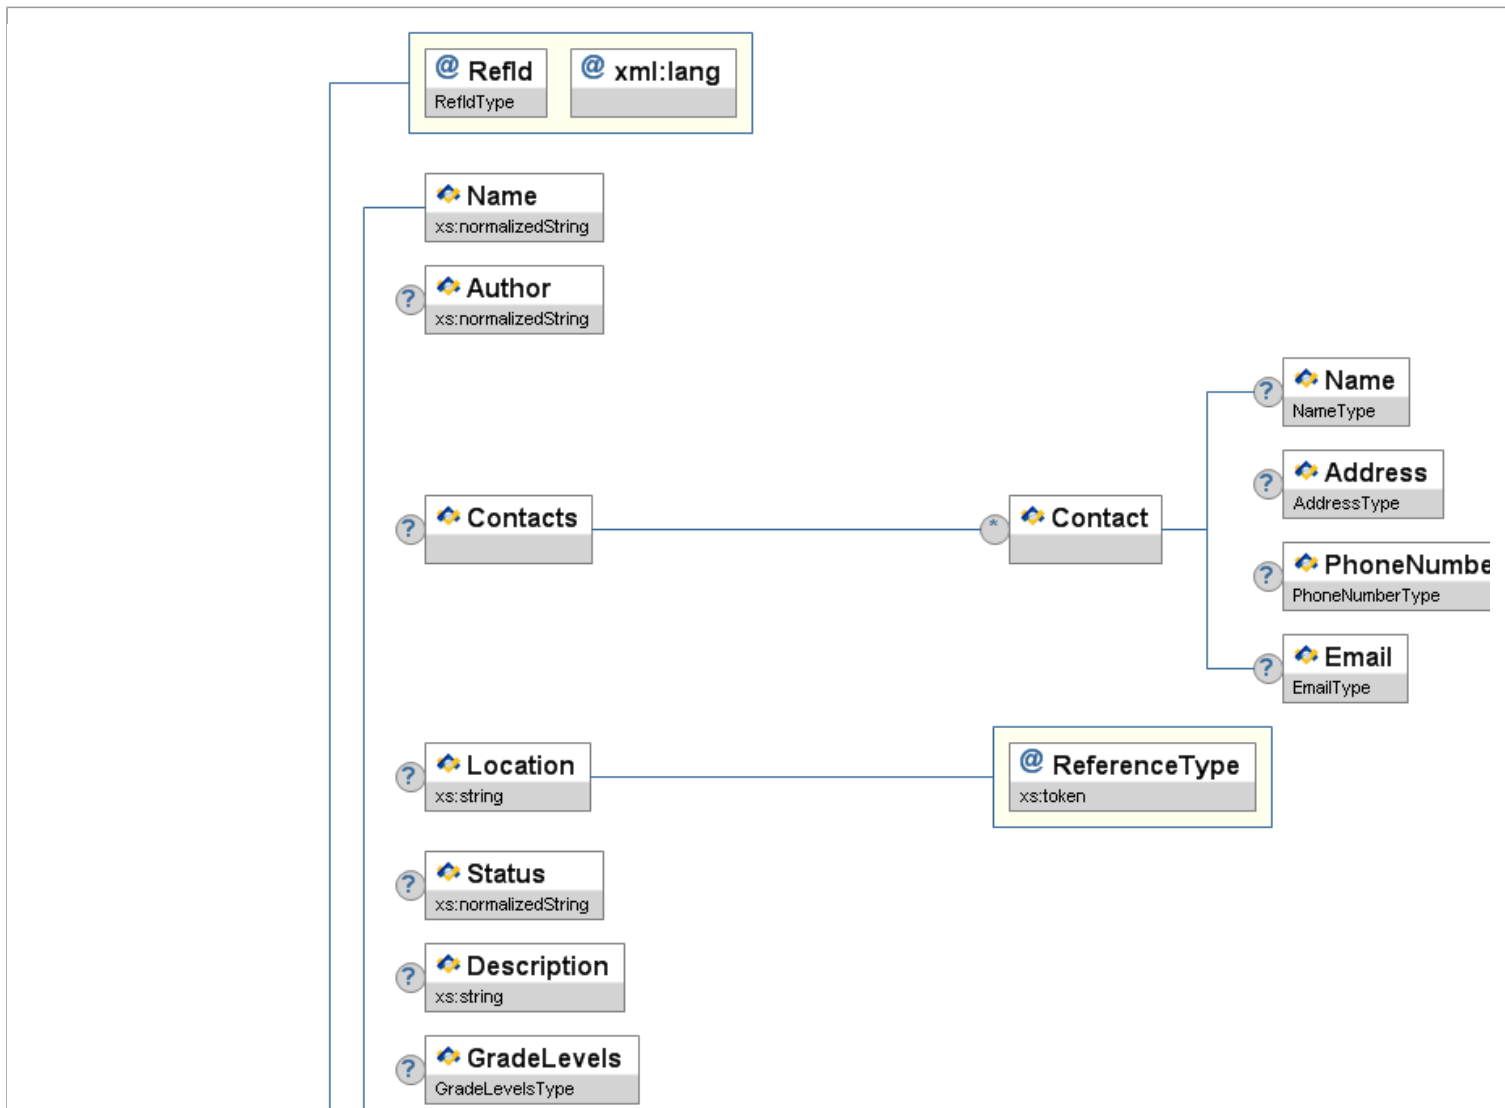 @ RefId
RefIdType
@ xml:lang
Name
xs:normalizedString
? Author
xs:normalizedString
? Name
NameType
? Address
AddressType
? Contacts
* Contact
? PhoneNumbe
PhoneNumberType
? Email
EmailType
? Location
xs:string
@ ReferenceType
xs:token
? Status
xs:normalizedString
? Description
xs:string
? GradeLevels
GradeLevelsType